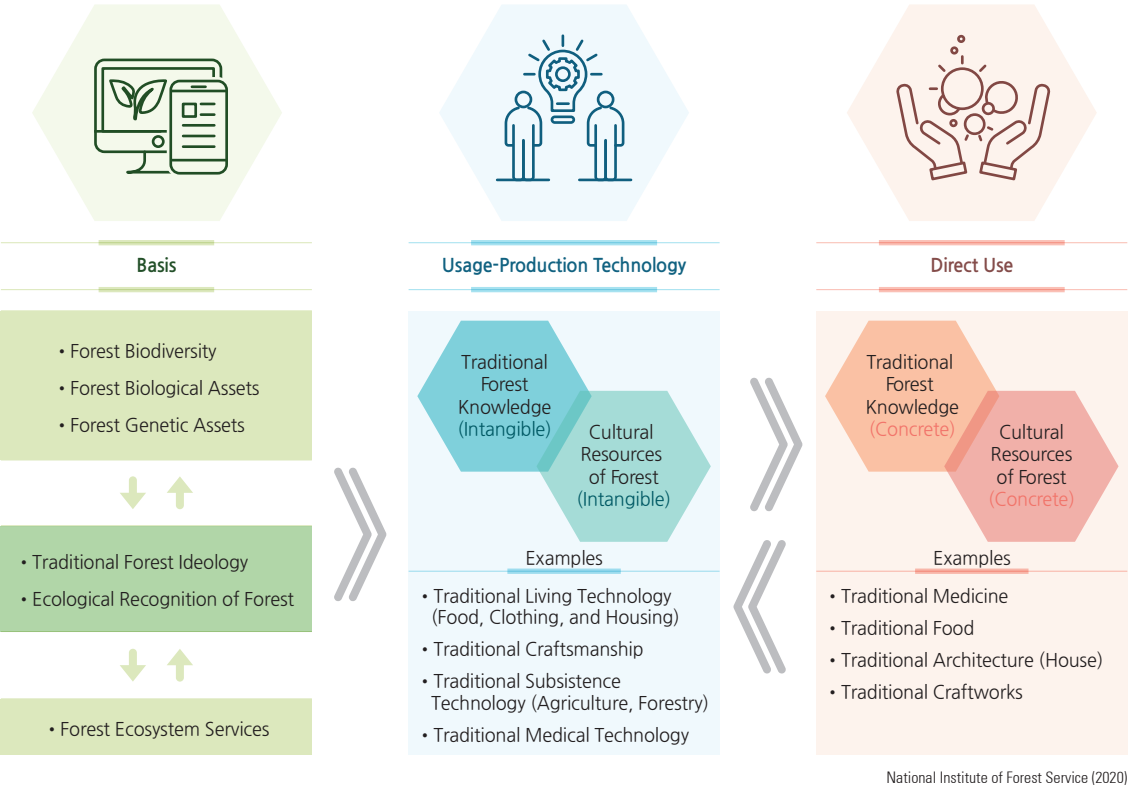 Basis
• Forest Biodiversity
• Forest Biological Assets
• Forest Genetic Assets
• Traditional Forest Ideology
• Ecological Recognition of Forest
• Forest Ecosystem Services
Usage-Production Technology
Traditional
Forest
Knowledge
(Intangible)
Cultural
Resources
of Forest
(Intangible)
Examples
• Traditional Living Technology
(Food, Clothing, and Housing)
• Traditional Craftsmanship
• Traditional Subsistence
Technology (Agriculture, Forestry)
• Traditional Medical Technology
Direct Use
Traditional
Forest
Knowledge
(Concrete)
Cultural
Resources
of Forest
(Concrete)
Examples
• Traditional Medicine
• Traditional Food
• Traditional Architecture (House)
• Traditional Craftworks
National Institute of Forest Service (2020)